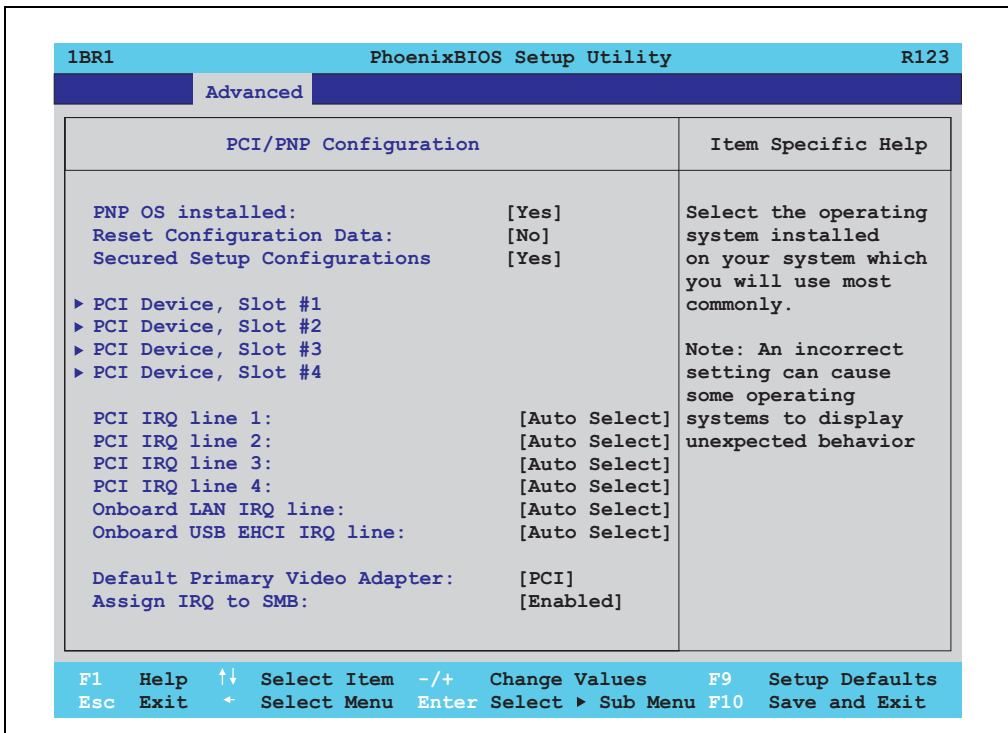 1BR1 PhoenixBIOS Setup Utility R123
Advanced
PCI/PNP Configuration
Item Specific Help
PNP OS installed: [Yes]
Reset Configuration Data: [No]
Secured Setup Configurations [Yes]
▶ PCI Device, Slot #1
▶ PCI Device, Slot #2
▶ PCI Device, Slot #3
▶ PCI Device, Slot #4
PCI IRQ line 1: [Auto Select]
PCI IRQ line 2: [Auto Select]
PCI IRQ line 3: [Auto Select]
PCI IRQ line 4: [Auto Select]
Onboard LAN IRQ line: [Auto Select]
Onboard USB EHCI IRQ line: [Auto Select]
Default Primary Video Adapter: [PCI]
Assign IRQ to SMB: [Enabled]
Select the operating
system installed
on your system which
you will use most
commonly.
Note: An incorrect
setting can cause
some operating
systems to display
unexpected behavior
F1 Help ↑↓ Select Item -/+ Change Values F9 Setup Defaults
Esc Exit ← Select Menu Enter Select ▶ Sub Menu F10 Save and Exit